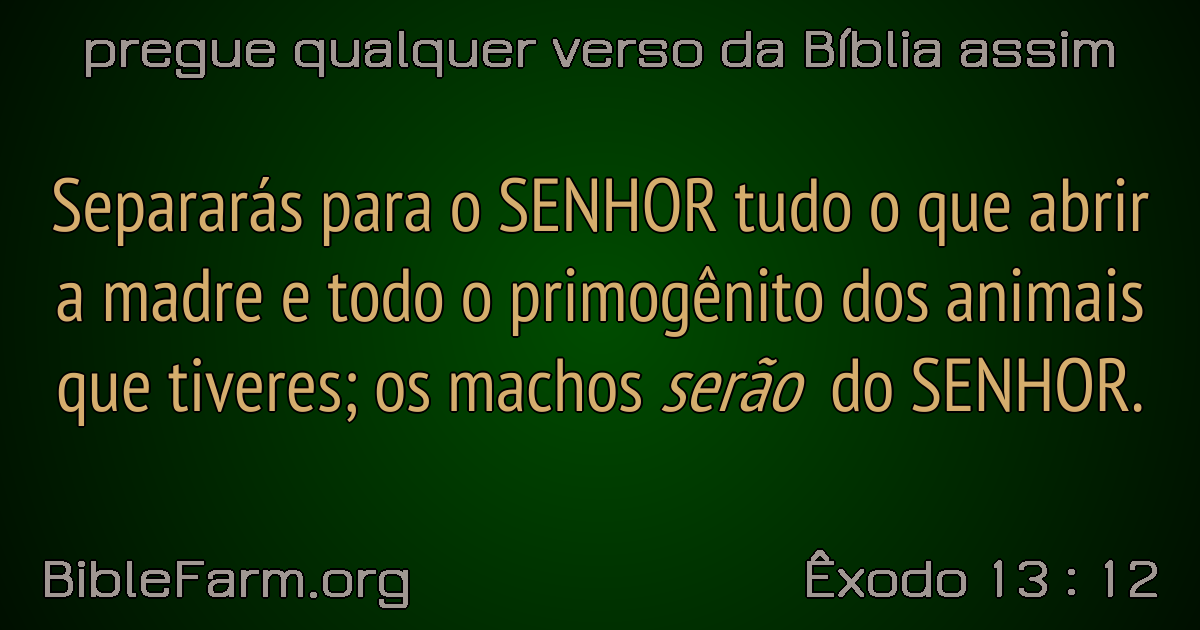 pregue qualquer verso da Bíblia assim
Separarás para o SENHOR tudo o que abrir
a madre e todo o primogênito dos animais
que tiveres; os machos serão do SENHOR.
BibleFarm.org
Êxodo 13 : 12